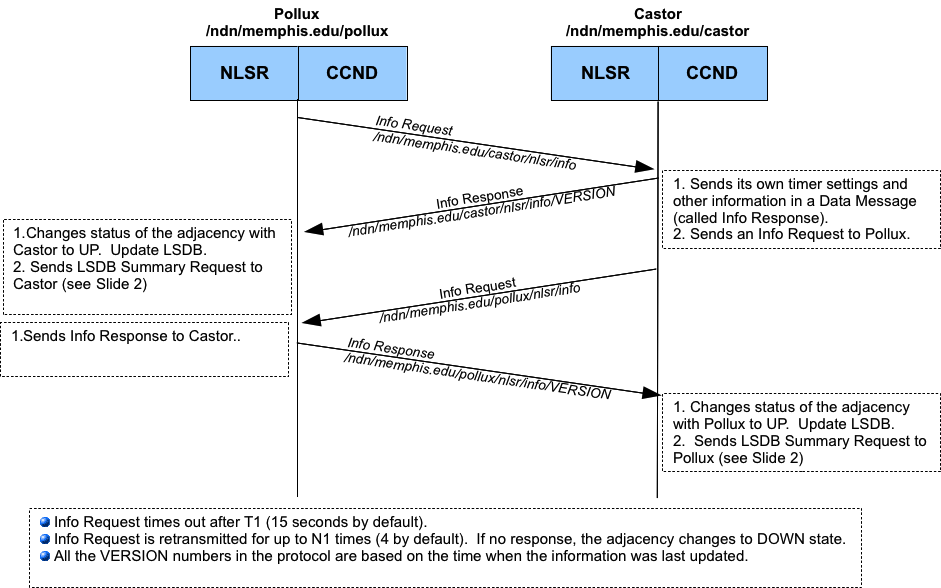 Pollux
/ndn/memphis.edu/pollux
Castor
/ndn/memphis.edu/castor
NLSR
CCND
NLSR
CCND
Info Request
/ndn/memphis.edu/castor/nlsr/info
1. Sends its own timer settings and
other information in a Data Message
(called Info Response).
2. Sends an Info Request to Pollux.
Info Response
/ndn/memphis.edu/castor/nlsr/info/VERSION
1.Changes status of the adjacency with
Castor to UP.  Update LSDB.
2. Sends LSDB Summary Request to
Castor (see Slide 2)
Info Request
/ndn/memphis.edu/pollux/nlsr/info
1.Sends Info Response to Castor..
Info Response
/ndn/memphis.edu/pollux/nlsr/info/VERSION
1. Changes status of the adjacency
with Pollux to UP.  Update LSDB.
2.  Sends LSDB Summary Request to
Pollux (see Slide 2)
Info Request times out after T1 (15 seconds by default).
Info Request is retransmitted for up to N1 times (4 by default).  If no response, the adjacency changes to DOWN state.
All the VERSION numbers in the protocol are based on the time when the information was last updated.